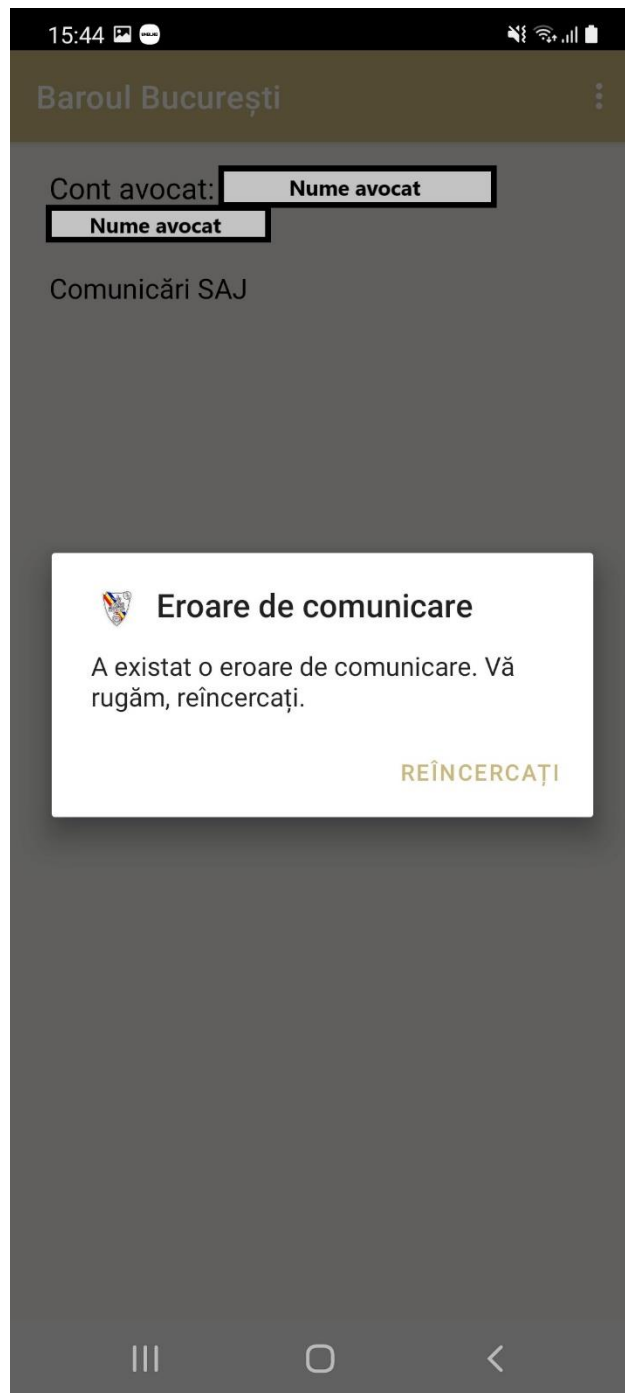 15:44
Baroul București
Cont avocat: Nume avocat
Nume avocat
Comunicări SAJ
Eroare de comunicare
A existat o eroare de comunicare. Vă
rugăm, reîncercați.
REÎNCERCAȚI